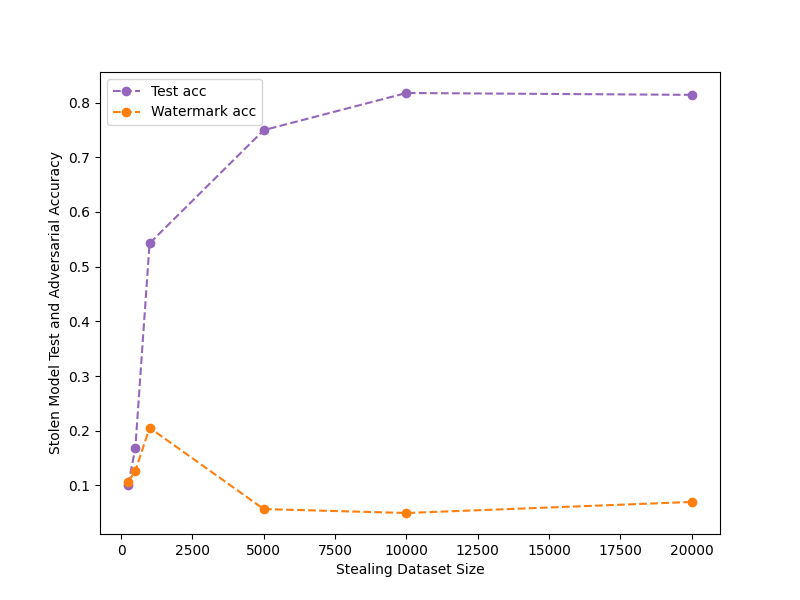 Test acc
Watermark acc
Stolen Model Test and Adversarial Accuracy
0.8
0.7
0.6
0.5
0.4
0.3
0.2
0.1
0 2500 5000 7500 10000 12500 15000 17500 20000
Stealing Dataset Size